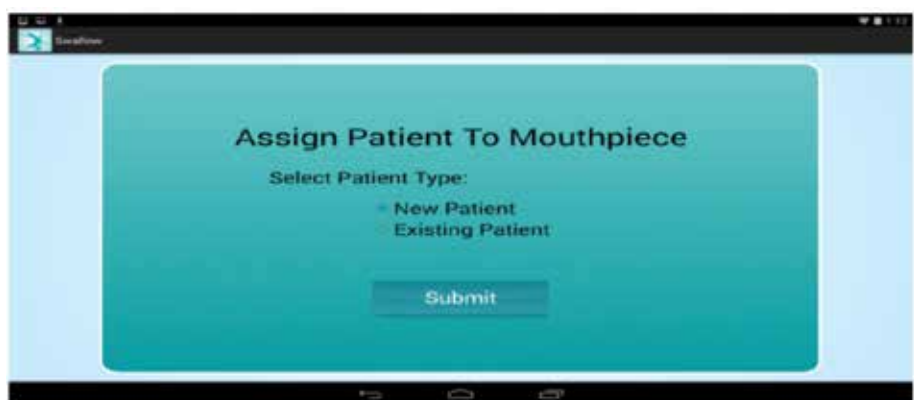 Swallow
Assign Patient To Mouthpiece
Select Patient Type:
New Patient
Existing Patient
Submit